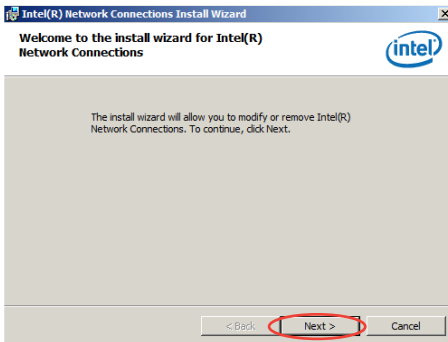 Intel(R) Network Connections Install Wizard
Welcome to the install wizard for Intel(R)
Network Connections
intel
The install wizard will allow you to modify or remove Intel(R)
Network Connections. To continue, click Next.
< Back
Next >
Cancel